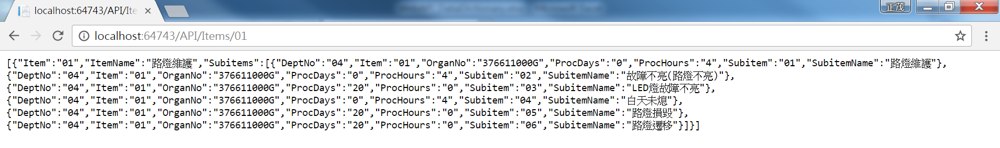 localhost:64743/API/Ite
正茂
localhost:64743/API/Items/01
[{"Item":"01","ItemName":"路燈維護","Subitems":[{"DeptNo":"04","Item":"01","OrganNo":"376611000G","ProcDays":"0","ProcHours":"4","Subitem":"01","SubitemName":"路燈維護"},
{"DeptNo":"04","Item":"01","OrganNo":"376611000G","ProcDays":"0","ProcHours":"4","Subitem":"02","SubitemName":"故障不亮(路燈不亮)"},
{"DeptNo":"04","Item":"01","OrganNo":"376611000G","ProcDays":"20","ProcHours":"0","Subitem":"03","SubitemName":"LED燈故障不亮"},
{"DeptNo":"04","Item":"01","OrganNo":"376611000G","ProcDays":"0","ProcHours":"4","Subitem":"04","SubitemName":"白天未熄"},
{"DeptNo":"04","Item":"01","OrganNo":"376611000G","ProcDays":"20","ProcHours":"0","Subitem":"05","SubitemName":"路燈損毀"},
{"DeptNo":"04","Item":"01","OrganNo":"376611000G","ProcDays":"20","ProcHours":"0","Subitem":"06","SubitemName":"路燈遷移"}]}]